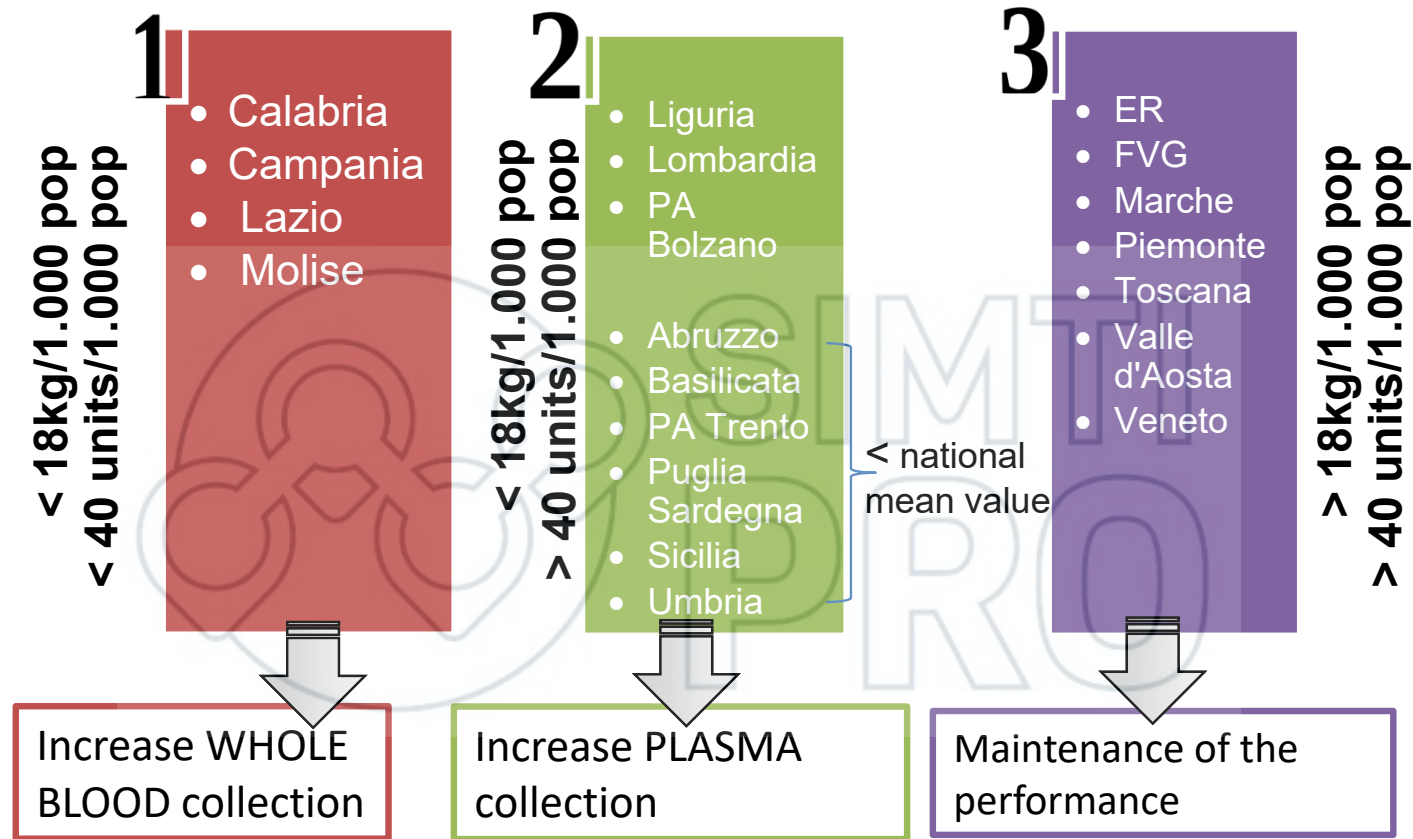 1
< 18kg/1.000 pop
< 40 units/1.000 pop
• Calabria
• Campania
• Lazio
• Molise
Increase WHOLE
BLOOD collection
2
< 18kg/1.000 pop
> 40 units/1.000 pop
• Liguria
• Lombardia
• PA
Bolzano
• Abruzzo
• Basilicata
• PA Trento
• Puglia
Sardegna
• Sicilia
• Umbria
< national
mean value
Increase PLASMA
collection
3
• ER
• FVG
• Marche
• Piemonte
• Toscana
• Valle
d'Aosta
• Veneto
> 18kg/1.000 pop
> 40 units/1.000 pop
Maintenance of the
performance
SIMTI
PRO